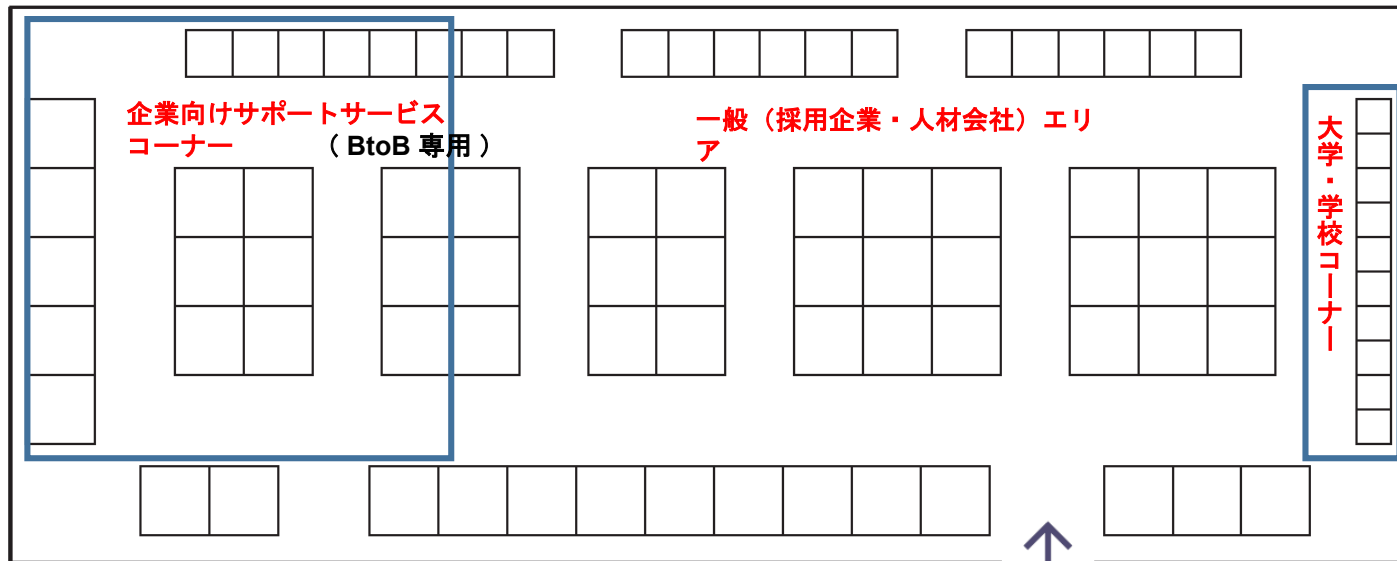 企業向けサポートサービス
コーナー （ BtoB 専用 ）
一般（採用企業・人材会社）エリ
ア
大学・学校コーナー